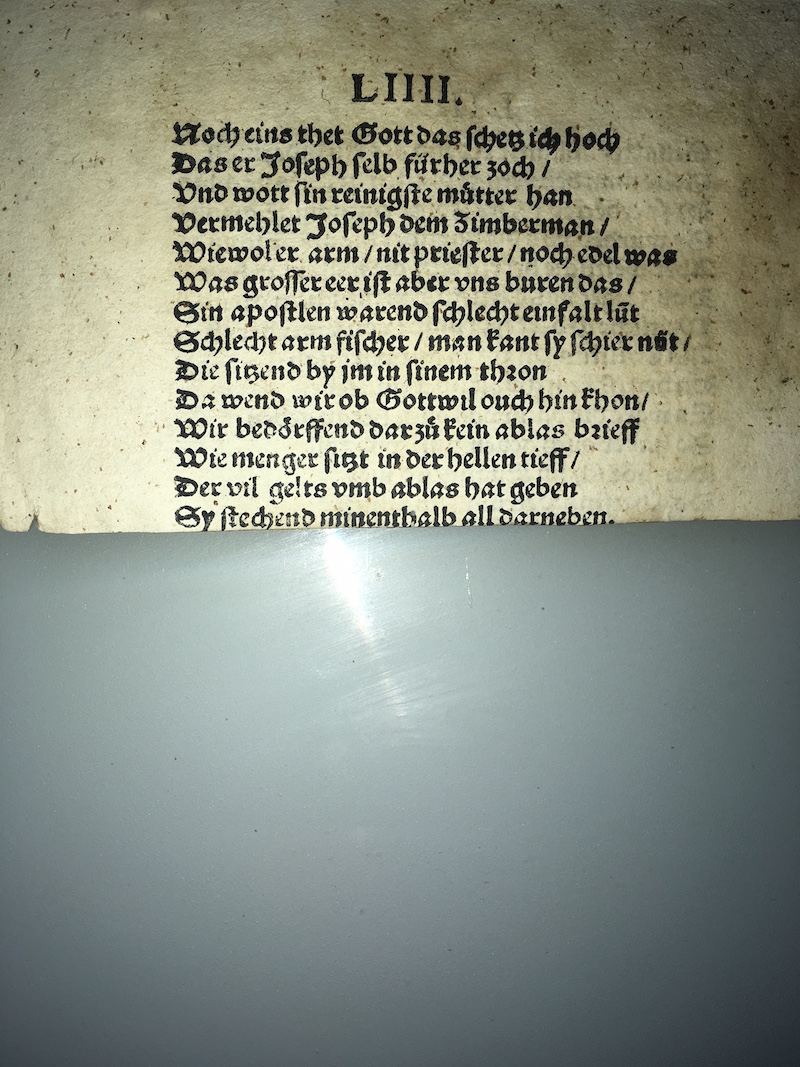 LIIII.
Noch eins thet Gott das schetz ich hoch
Das er Joseph selb fürher zoch /
Vnd wott sin reinigste můtter han
Vermehlet Joseph dem Zimberman /
Wiewol er arm / nit priester / noch edel was
Was grosser eer ist aber vns buren das /
Sin apostlen warend schlecht einfalt lüt
Schlecht arm fischer / man kant sy schier nüt /
Die sitzend by jm in sinem thron
Da wend wir ob Gott wil ouch hin khon /
Wir bedörffend darzů kein ablas brieff
Wie menger sitzt in der hellen tieff /
Der vil gelts vmb ablas hat geben
Sy stechend minenthalb all darneben.